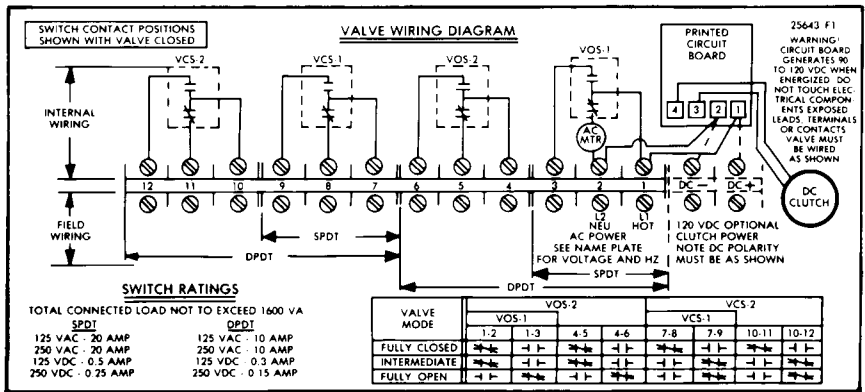 SWITCH CONTACT POSITIONS
SHOWN WITH VALVE CLOSED
VALVE WIRING DIAGRAM
25643 F1
WARNING!
CIRCUIT BOARD
GENERATES 90
TO 120 VDC WHEN
ENERGIZED. DO
NOT TOUCH ELEC-
TRICAL COMPON-
ENTS EXPOSED
LEADS, TERMINALS
OR CONTACTS
VALVE MUST
BE WIRED
AS SHOWN
PRINTED
CIRCUIT
BOARD
4 3 2 1
VCS-2
VCS-1
VOS-2
VOS-1
INTERNAL
WIRING
AC
MTR
12 11 10 9 8 7 6 5 4 3 2 1 DC - DC +
DC
CLUTCH
FIELD
WIRING
L2
NEU
L1
HOT
AC POWER
SEE NAME PLATE
FOR VOLTAGE AND HZ
120 VDC OPTIONAL
CLUTCH POWER
NOTE DC POLARITY
MUST BE AS SHOWN
SPDT
DPDT
SPDT
DPDT
SWITCH RATINGS
TOTAL CONNECTED LOAD NOT TO EXCEED 1600 VA
SPDT DPDT
125 VAC - 20 AMP 125 VAC - 10 AMP
250 VAC - 20 AMP 250 VAC - 10 AMP
125 VDC - 0.5 AMP 125 VDC - 0.3 AMP
250 VDC - 0.25 AMP 250 VDC - 0.15 AMP
VALVE
MODE
VOS-2 VCS-2
VOS-1 VCS-1
1-2 1-3 4-5 4-6 7-8 7-9 10-11 10-12
FULLY CLOSED
INTERMEDIATE
FULLY OPEN